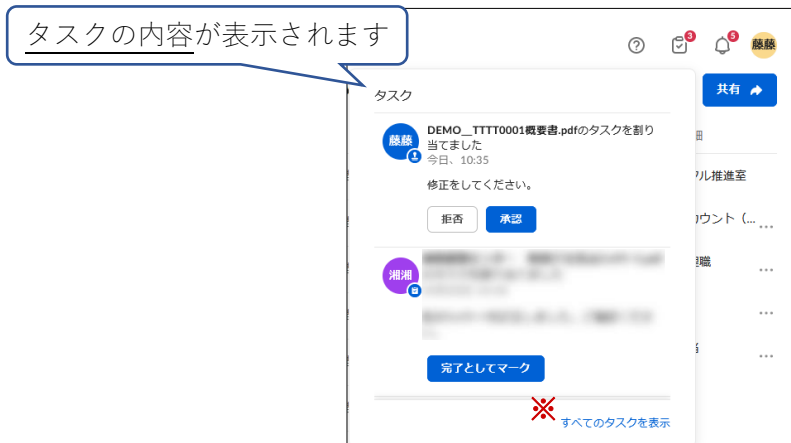 タスクの内容が表示されます
3
5
藤藤
タスク
共有
藤藤
DEMO__TTTT0001概要書.pdfのタスクを割り
当てました
今日、10:35
修正をしてください。
拒否
承認
細
ル推進室
カウント（...
理職
湘湘
完了としてマーク
※
すべてのタスクを表示